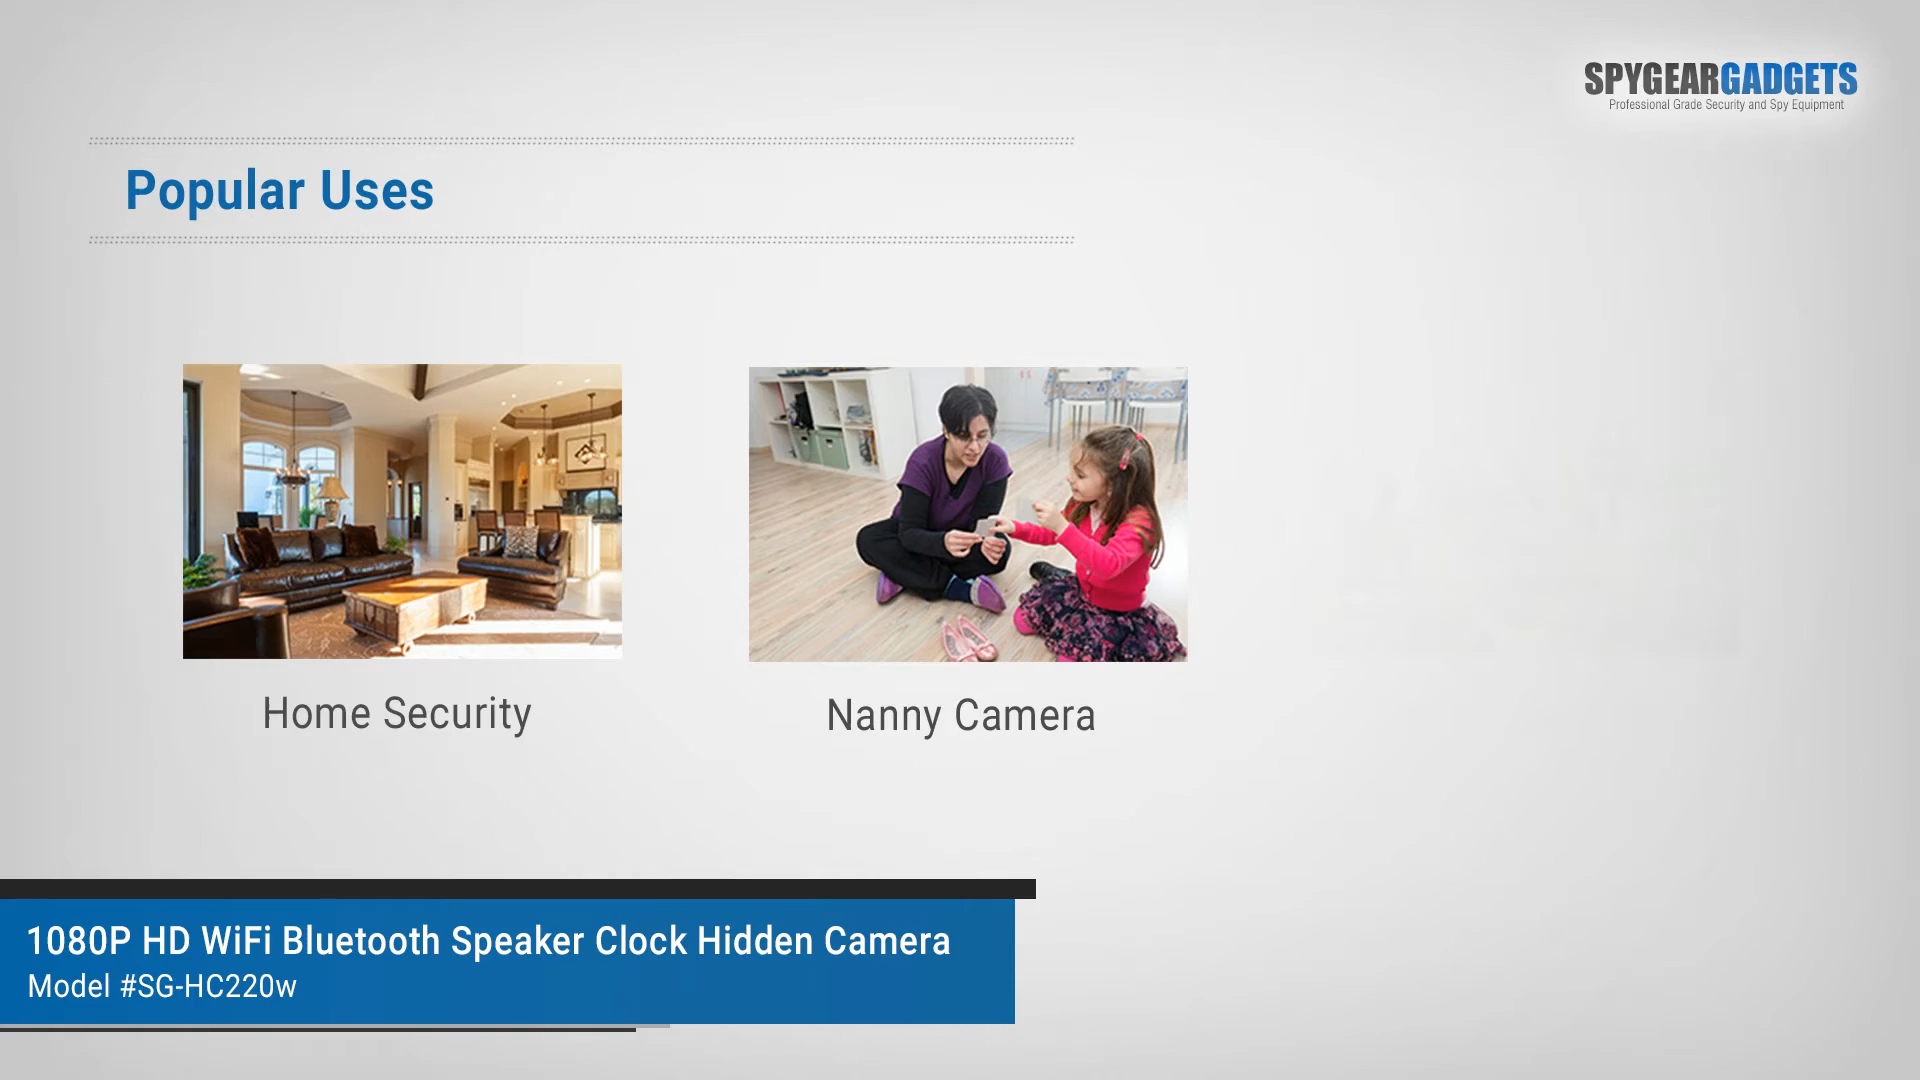 SPYGEARGADGETS
Professional Grade Security and Spy Equipment
Popular Uses
Home Security
Nanny Camera
1080P HD WiFi Bluetooth Speaker Clock Hidden Camera
Model #SG-HC220w